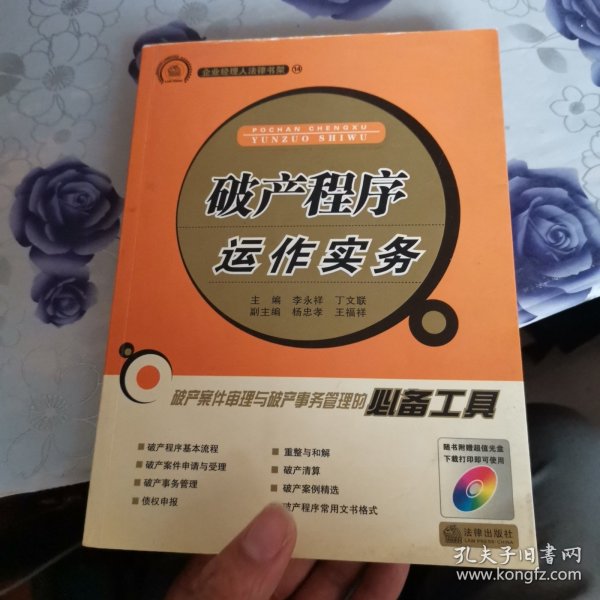 企业经理人法律书架 14
POCHAN CHENGXU
YUNZUO SHIWU
破产程序
运作实务
主编 李永祥 丁文联
副主编 杨忠孝 王福祥
破产案件审理与破产事务管理的必备工具
■ 破产程序基本流程
■ 破产案件申请与受理
■ 破产事务管理
■ 债权申报
■ 重整与和解
■ 破产清算
■ 破产案例精选
破产程序常用文书格式
随书附赠超值光盘
下载打印即可使用
法律出版社
LAW PRESS·CHINA
孔夫子旧书网
www.kongfz.com